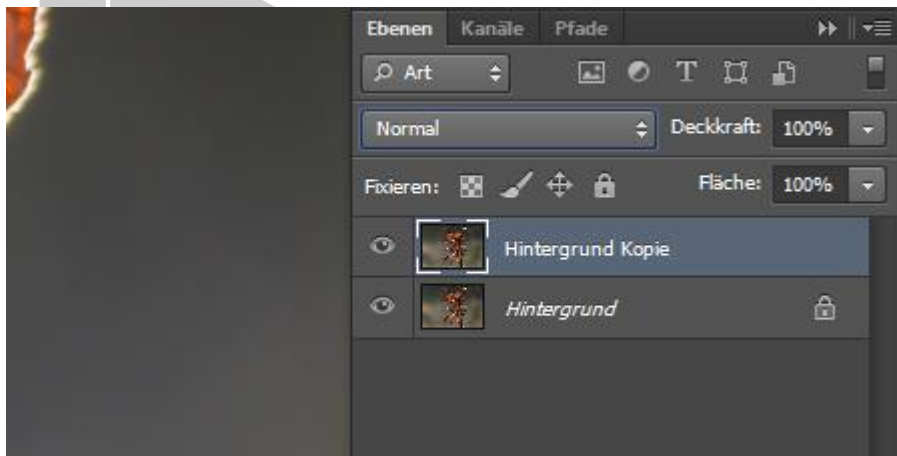 Ebenen Kanäle Pfade
Art T
Normal Deckkraft: 100%
Fixieren: Fläche: 100%
Hintergrund Kopie
Hintergrund